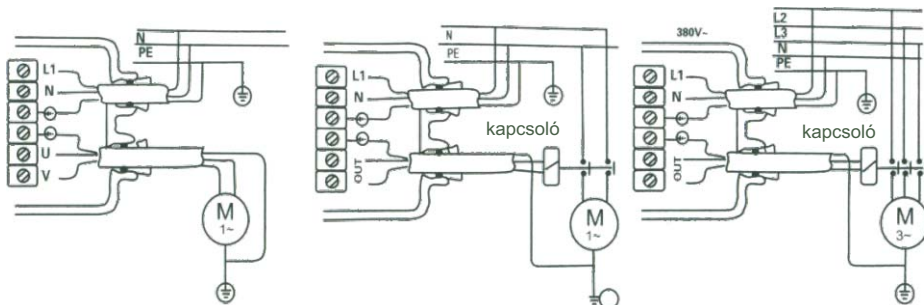 N
PE
L1
N
U
V
M
1~
N
PE
L1
N
kapcsoló
OUT
M
1~
380V~
L2
L3
N
PE
L1
N
kapcsoló
OUT
M
3~